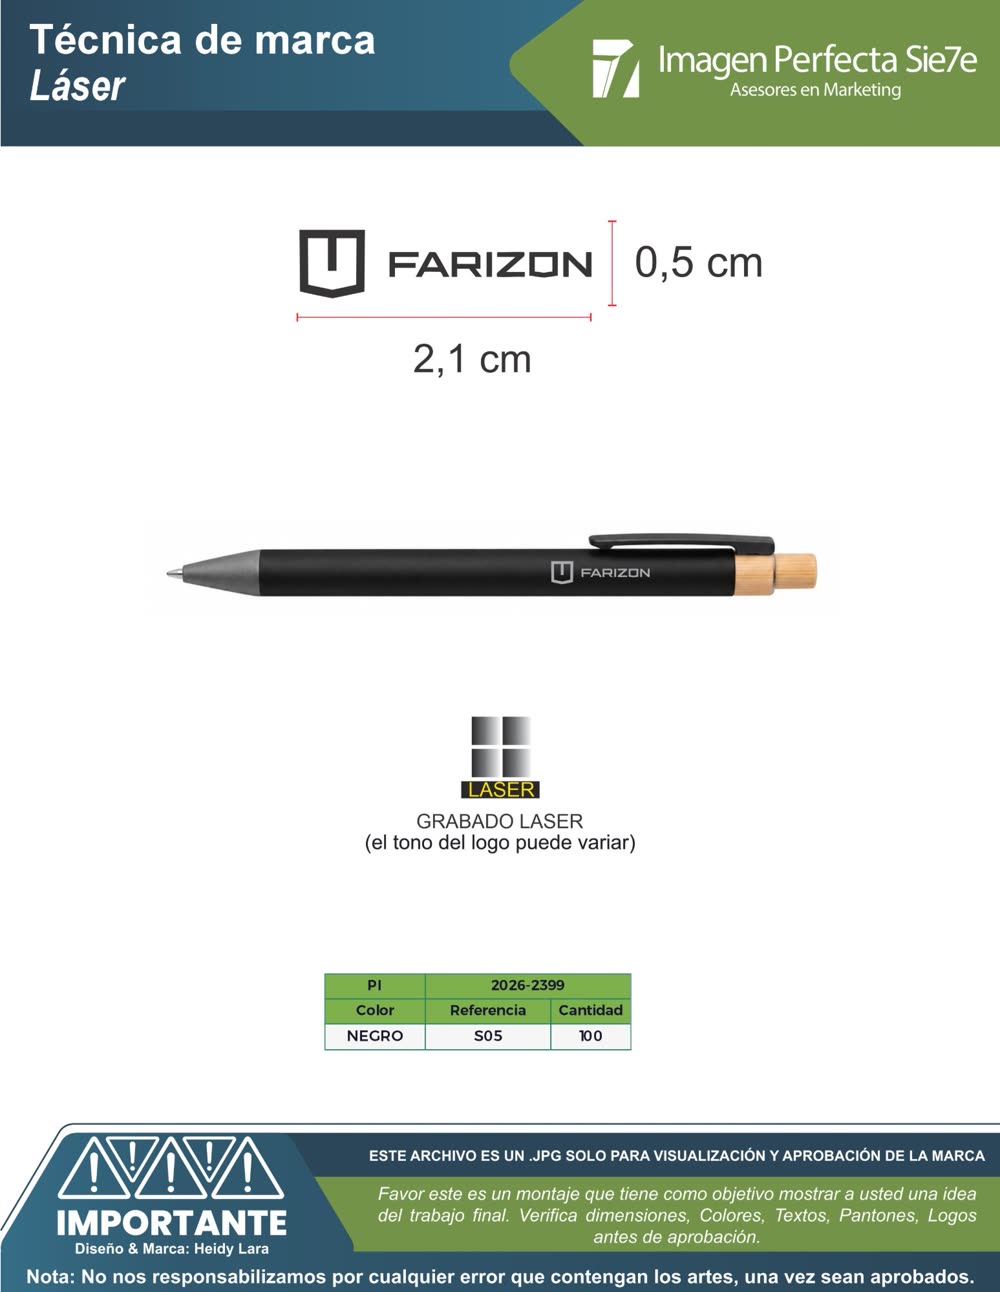 Técnica de marca
Láser
Imagen Perfecta Sie7e
Asesores en Marketing
FARIZON
0,5 cm
2,1 cm
FARIZON
LASER
GRABADO LASER
(el tono del logo puede variar)
PI 2026-2399
Color Referencia Cantidad
NEGRO S05 100
ESTE ARCHIVO ES UN .JPG SOLO PARA VISUALIZACIÓN Y APROBACIÓN DE LA MARCA
Favor este es un montaje que tiene como objetivo mostrar a usted una idea
del trabajo final. Verifica dimensiones, Colores, Textos, Pantones, Logos
antes de aprobación.
IMPORTANTE
Diseño & Marca: Heidy Lara
Nota: No nos responsabilizamos por cualquier error que contengan los artes, una vez sean aprobados.